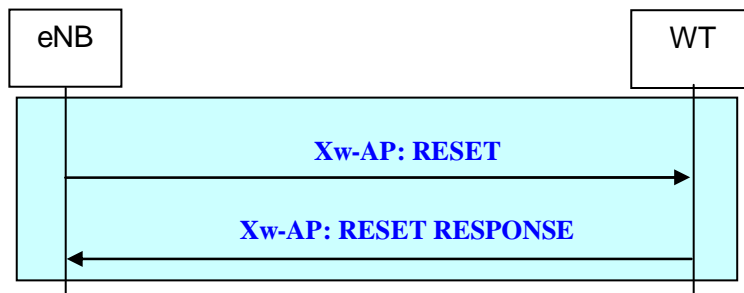 eNB
WT
Xw-AP: RESET
Xw-AP: RESET RESPONSE